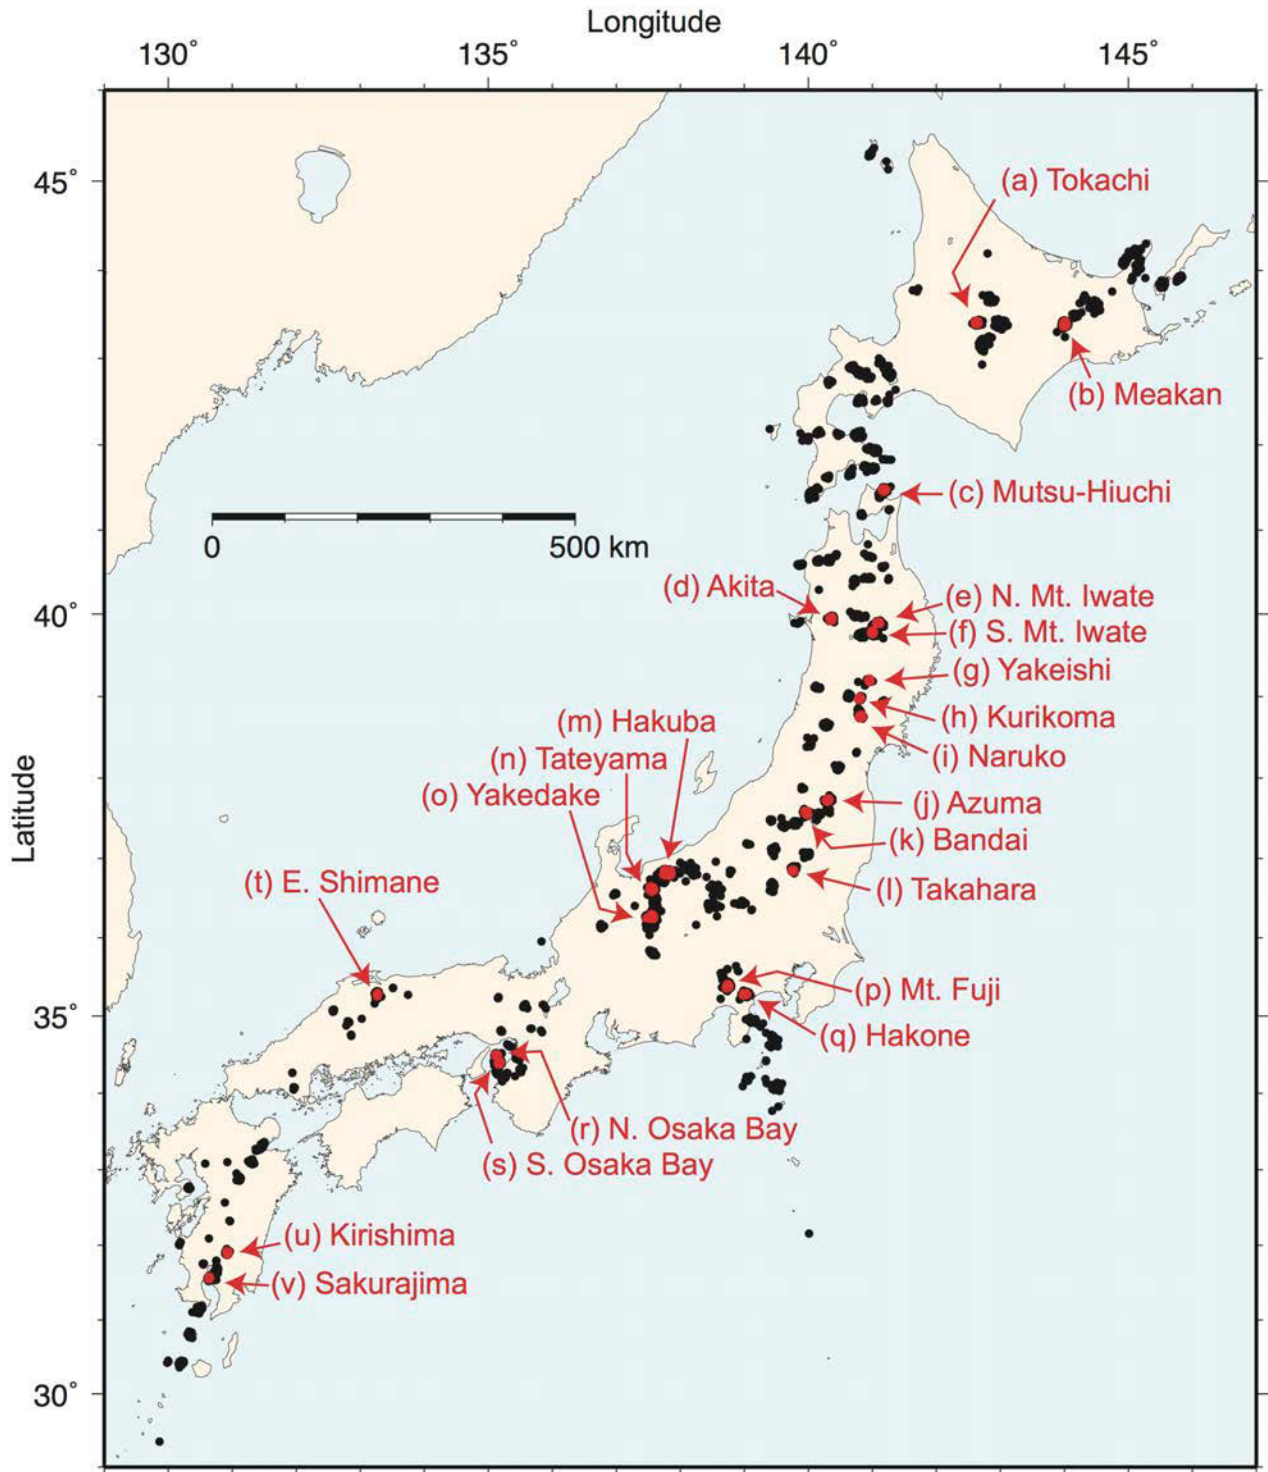 Longitude
130° 135° 140° 145°
45°
(a) Tokachi
(b) Meakan
(c) Mutsu-Hiuchi
0 500 km
(d) Akita
(e) N. Mt. Iwate
40°
(f) S. Mt. Iwate
(g) Yakeishi
(m) Hakuba
(h) Kurikoma
(n) Tateyama
(i) Naruko
(o) Yakedake
(j) Azuma
Latitude
(k) Bandai
(t) E. Shimane
(l) Takahara
(p) Mt. Fuji
35°
(q) Hakone
(r) N. Osaka Bay
(s) S. Osaka Bay
(u) Kirishima
(v) Sakurajima
30°